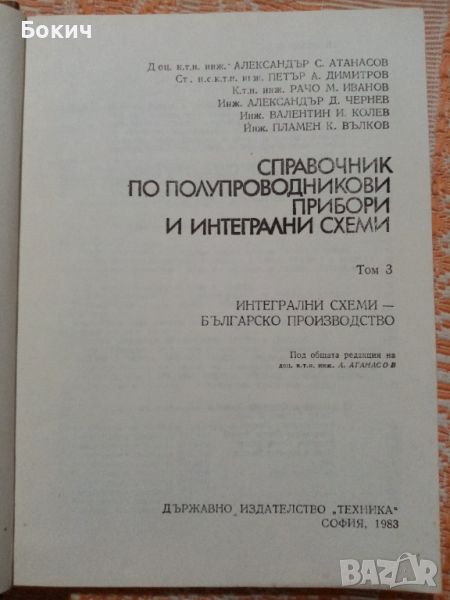 Бокич
Доц. к.т.н. инж. АЛЕКСАНДЪР С. АТАНАСОВ
Ст. н.с.к.т.н. инж. ПЕТЪР А. ДИМИТРОВ
К.т.н. инж. РАЧО М. ИВАНОВ
Инж. АЛЕКСАНДЪР Д. ЧЕРНЕВ
Инж. ВАЛЕНТИН И. КОЛЕВ
Инж. ПЛАМЕН К. ВЪЛКОВ
СПРАВОЧНИК
ПО ПОЛУПРОВОДНИКОВИ
ПРИБОРИ
И ИНТЕГРАЛНИ СХЕМИ
Том 3
ИНТЕГРАЛНИ СХЕМИ —
БЪЛГАРСКО ПРОИЗВОДСТВО
Под общата редакция на
доц. к.т.н. инж. А. АТАНАСОВ
ДЪРЖАВНО ИЗДАТЕЛСТВО „ТЕХНИКА"
СОФИЯ, 1983
BAZAR